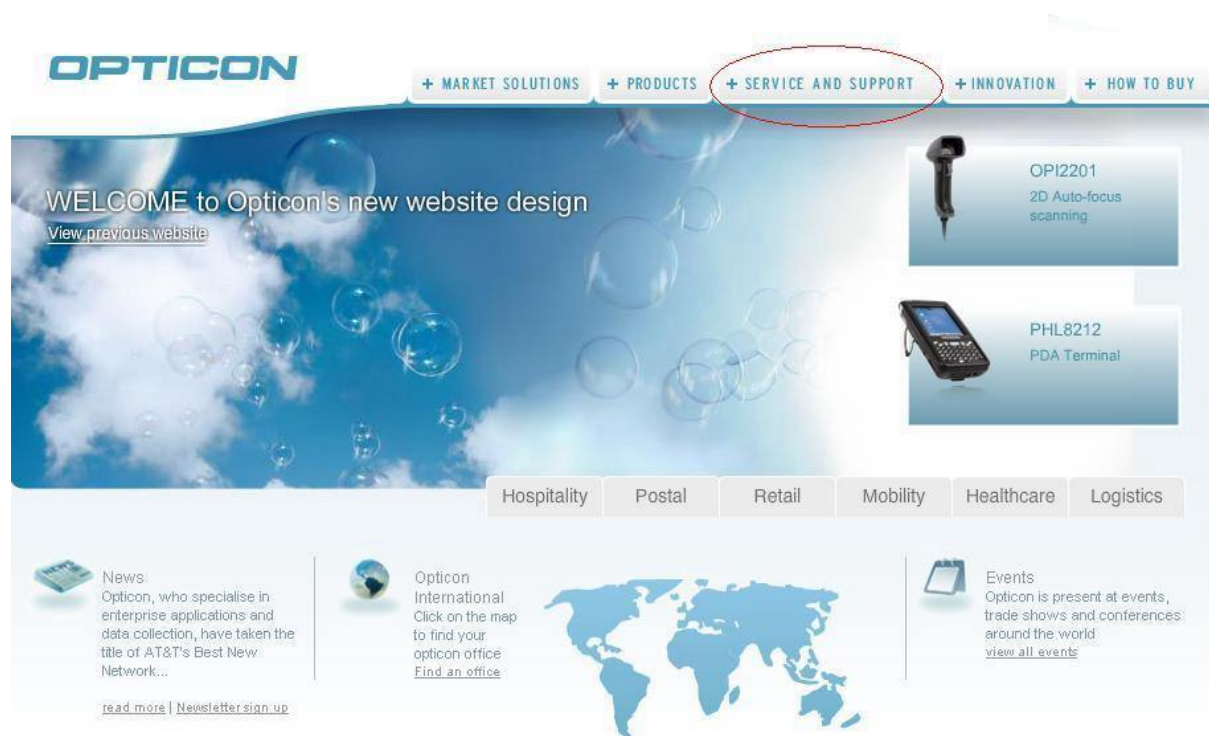 OPTICON
+ MARKET SOLUTIONS + PRODUCTS + SERVICE AND SUPPORT + INNOVATION + HOW TO BUY
WELCOME to Opticon's new website design
View previous website
OPI2201
2D Auto-focus
scanning
PHL8212
PDA Terminal
Hospitality Postal Retail Mobility Healthcare Logistics
News
Opticon, who specialise in
enterprise applications and
data collection, have taken the
title of AT&T's Best New
Network...
read more | Newsletter sign up
Opticon
International
Click on the map
to find your
opticon office
Find an office
Events
Opticon is present at events,
trade shows and conferences
around the world
view all events